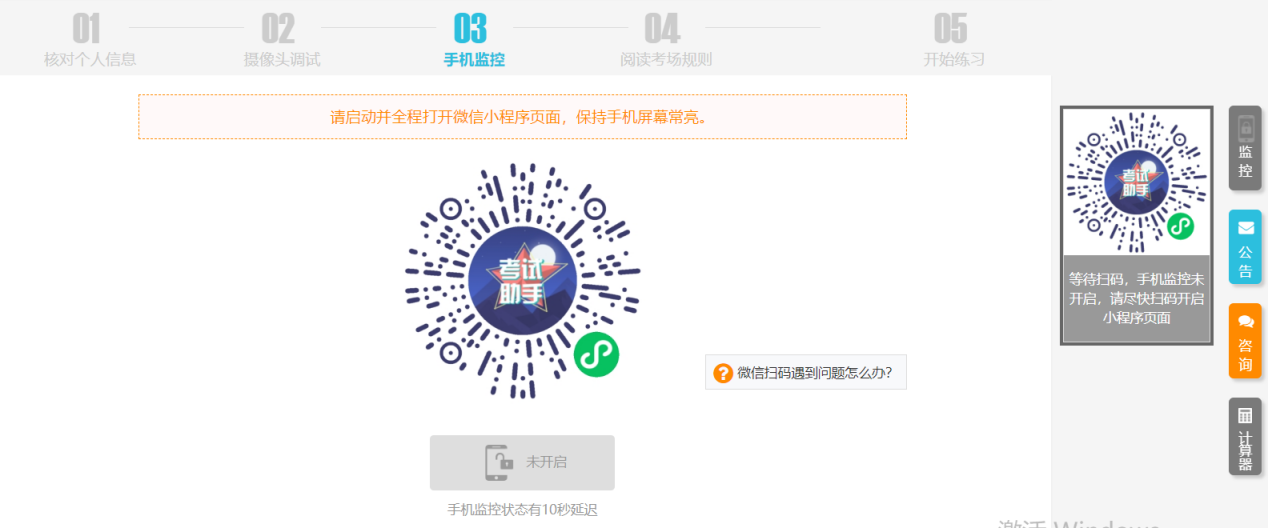 01
02
03
04
05
核对个人信息
摄像头调试
手机监控
阅读考场规则
开始练习
请启动并全程打开微信小程序页面，保持手机屏幕常亮。
考试
助手
微信扫码遇到问题怎么办?
未开启
手机监控状态有10秒延迟
考试
助手
等待扫码，手机监控未
开启，请尽快扫码开启
小程序页面
监
控
公
告
咨
询
计
算
器
激活 Windows